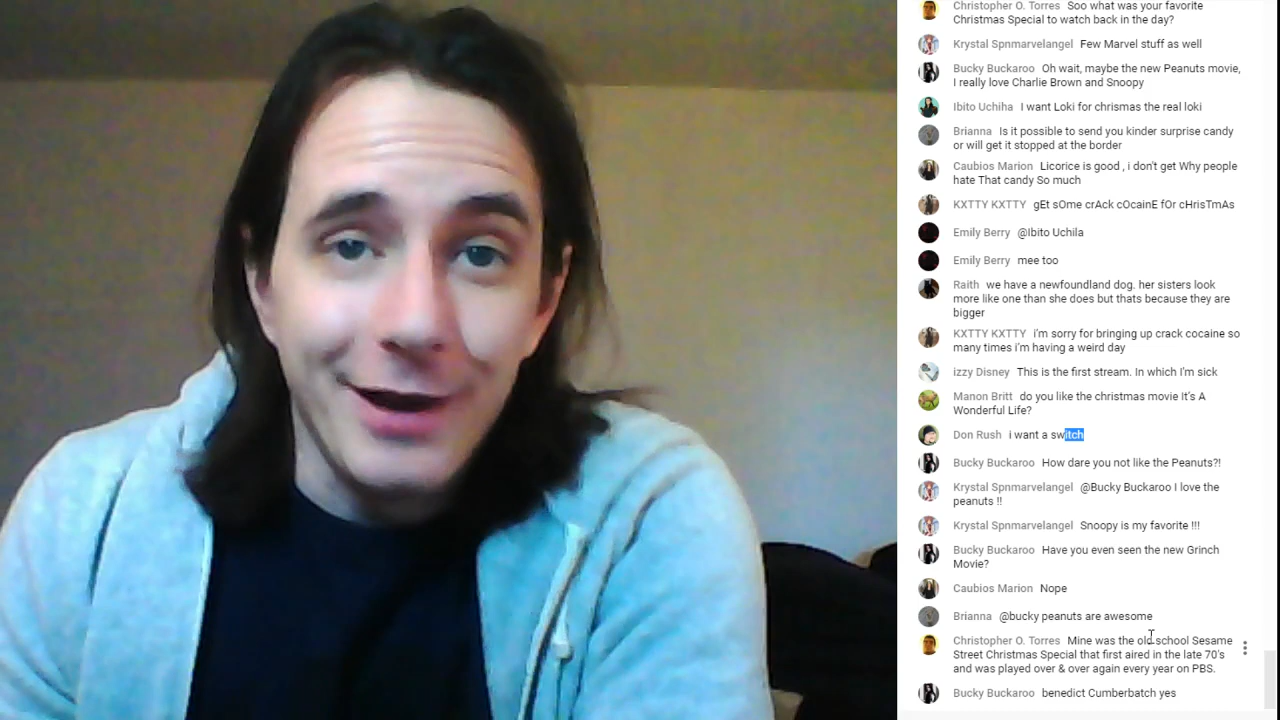 Christopher O. Torres Soo what was your favorite
Christmas Special to watch back in the day?
Krystal Spnmarvelangel Few Marvel stuff as well
Bucky Buckaroo Oh wait, maybe the new Peanuts movie,
I really love Charlie Brown and Snoopy
Ibito Uchiha I want Loki for chrismas the real loki
Brianna Is it possible to send you kinder surprise candy
or will get it stopped at the border
Caubios Marion Licorice is good , i don't get Why people
hate That candy So much
KXTTY KXTTY gEt sOme crAck cOcainE fOr cHrisTmAs
Emily Berry @Ibito Uchila
Emily Berry mee too
Raith we have a newfoundland dog. her sisters look
more like one than she does but thats because they are
bigger
KXTTY KXTTY i'm sorry for bringing up crack cocaine so
many times i'm having a weird day
izzy Disney This is the first stream. In which I'm sick
Manon Britt do you like the christmas movie It's A
Wonderful Life?
Don Rush i want a switch
Bucky Buckaroo How dare you not like the Peanuts?!
Krystal Spnmarvelangel @Bucky Buckaroo I love the
peanuts !!
Krystal Spnmarvelangel Snoopy is my favorite !!!
Bucky Buckaroo Have you even seen the new Grinch
Movie?
Caubios Marion Nope
Brianna @bucky peanuts are awesome
Christopher O. Torres Mine was the old school Sesame
Street Christmas Special that first aired in the late 70's
and was played over & over again every year on PBS.
Bucky Buckaroo benedict Cumberbatch yes